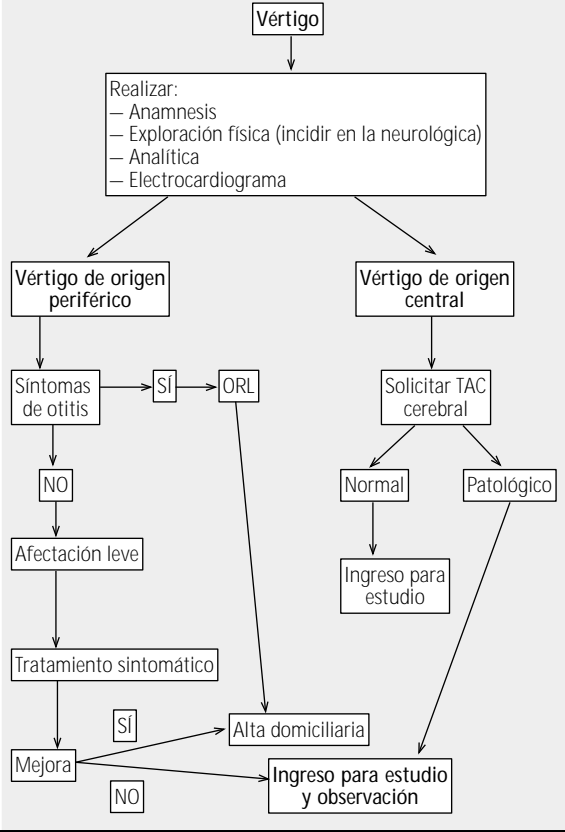 Vértigo
Realizar:
— Anamnesis
— Exploración física (incidir en la neurológica)
— Analítica
— Electrocardiograma
Vértigo de origen
periférico
Vértigo de origen
central
Síntomas
de otitis
SÍ
ORL
Solicitar TAC
cerebral
NO
Normal
Patológico
Afectación leve
Ingreso para
estudio
Tratamiento sintomático
SÍ
Alta domiciliaria
Mejora
NO
Ingreso para estudio
y observación